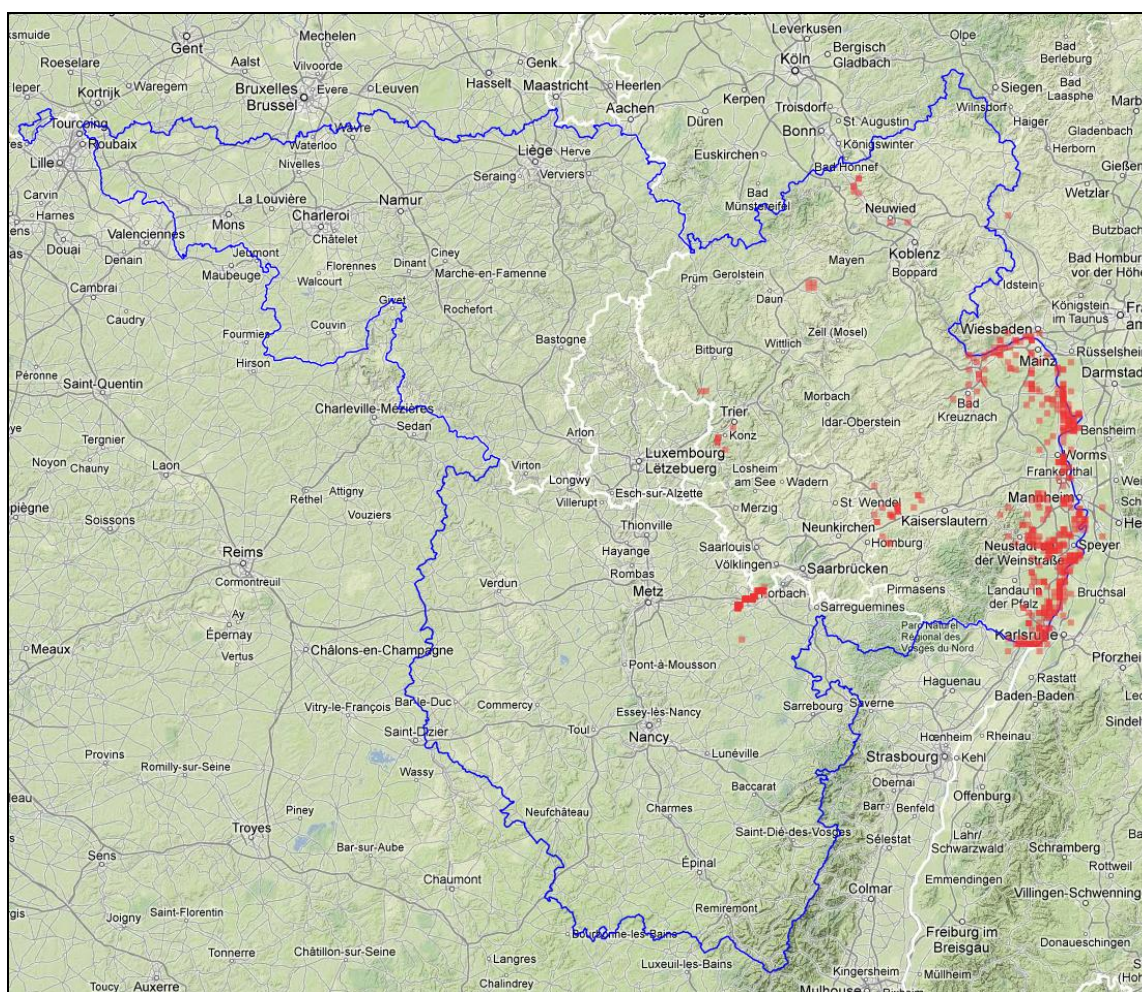 Gent
Mechelen
Leverkusen
Olpe
Roeselare
Aalst
Vilvoorde
Genk
Köln
Bergisch
Gladbach
Bad
Berleburg
Ieper
Kortrijk
Waregem
Bruxelles
Brussel
Evere
Leuven
Hasselt
Maastricht
Heerlen
Kerpen
Siegen
Bad
Laasphe
Tourcoing
Roubaix
Aachen
Düren
Troisdorf
St. Augustin
Wilnsdorf
Haiger
Gladenbach
Lille
Waterloo
Wavre
Nivelles
Liège
Herve
Seraing
Verviers
Euskirchen
Bonn
Königswinter
Bad Honnef
Herborn
Wetzlar
Carvin
Harnes
Douai
La Louvière
Mons
Charleroi
Châtelet
Namur
Bad
Münstereifel
Neuwied
Valenciennes
Denain
Jeumont
Maubeuge
Florennes
Walcourt
Dinant
Ciney
Marche-en-Famenne
Prüm
Gerolstein
Mayen
Koblenz
Boppard
Butzbach
Bad Homburg
vor der Höhe
Cambrai
Caudry
Couvin
Givet
Rochefort
Daun
Idstein
Königstein
im Taunus
Fourmies
Hirson
Bastogne
Bitburg
Wittlich
Zell (Mosel)
Wiesbaden
Mainz
Rüsselsheim
Darmstad
Péronne
Saint-Quentin
Charleville-Mézières
Sedan
Trier
Konz
Morbach
Idar-Oberstein
Bad
Kreuznach
Bensheim
Tergnier
Chauny
Noyon
Laon
Arlon
Virton
Longwy
Villerupt
Luxembourg
Lëtzebuerg
Esch-sur-Alzette
Losheim
am See
Wadern
Worms
Frankenthal
Rethel
Attigny
Vouziers
Soissons
Thionville
Merzig
St. Wendel
Neunkirchen
Kaiserslautern
Mannheim
Reims
Cormontreuil
Hayange
Rombas
Saarlouis
Völklingen
Homburg
Neustadt
der Weinstraße
Speyer
Verdun
Metz
Saarbrücken
Forbach
Pirmasens
Landau in
der Pfalz
Bruchsal
Ay
Épernay
Vertus
Meaux
Châlons-en-Champagne
Sarreguemines
Parc Naturel
Régional des
Vosges du Nord
Karlsruhe
Pforzhe
Pont-à-Mousson
Haguenau
Rastatt
Baden-Baden
Vitry-le-François
Bar-le-Duc
Commercy
Toul
Essey-lès-Nancy
Nancy
Sarrebourg
Saverne
Sindel
Provins
Romilly-sur-Seine
Saint-Dizier
Wassy
Lunéville
Hœnheim
Rheinau
Strasbourg
Kehl
Baccarat
Obernai
Offenburg
Piney
Troyes
Neufchâteau
Charmes
Barr
Benfeld
Saint-Dié-des-Vosges
Sélestat
Lahr/
Schwarzwald
Sens
Bar-sur-Aube
Chaumont
Épinal
Schramberg
Rottweil
Emmendingen
Colmar
Villingen-Schwenning
Joigny
Saint-Florentin
Remiremont
Bourbonne-les-Bains
Freiburg im
Breisgau
Tonnerre
Châtillon-sur-Seine
Langres
Luxeuil-les-Bains
Donaueschingen
Toucy
Auxerre
Chalindrey
Kingersheim
Mulhouse
Müllheim